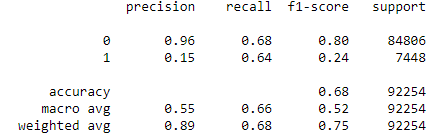 precision recall f1-score support
0 0.96 0.68 0.80 84806
1 0.15 0.64 0.24 7448
accuracy 0.68 92254
macro avg 0.55 0.66 0.52 92254
weighted avg 0.89 0.68 0.75 92254